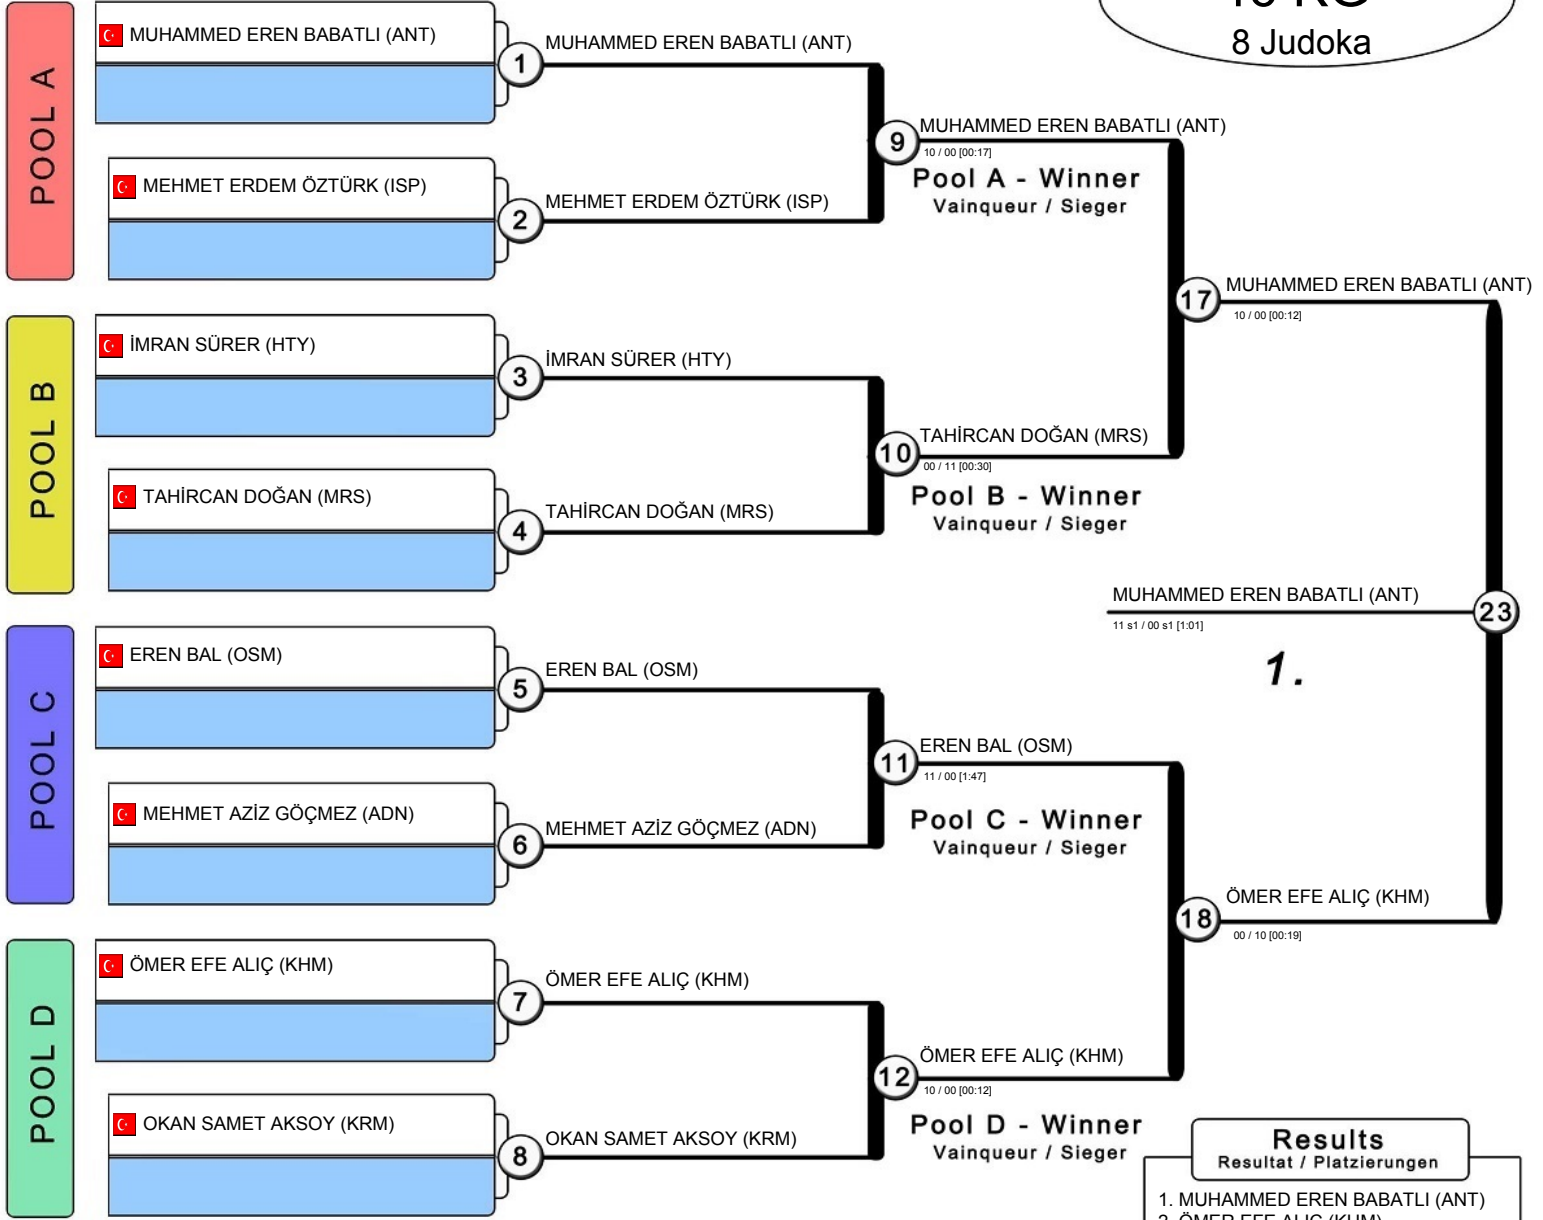 8 Judoka
POOL A
MUHAMMED EREN BABATLI (ANT)
1
MUHAMMED EREN BABATLI (ANT)
MEHMET ERDEM ÖZTÜRK (ISP)
2
MEHMET ERDEM ÖZTÜRK (ISP)
9
MUHAMMED EREN BABATLI (ANT)
10 / 00 [00:17]
Pool A - Winner
Vainqueur / Sieger
POOL B
İMRAN SÜRER (HTY)
3
İMRAN SÜRER (HTY)
TAHİRCAN DOĞAN (MRS)
4
TAHİRCAN DOĞAN (MRS)
10
TAHİRCAN DOĞAN (MRS)
00 / 11 [00:30]
Pool B - Winner
Vainqueur / Sieger
17
MUHAMMED EREN BABATLI (ANT)
10 / 00 [00:12]
POOL C
EREN BAL (OSM)
5
EREN BAL (OSM)
MEHMET AZİZ GÖÇMEZ (ADN)
6
MEHMET AZİZ GÖÇMEZ (ADN)
11
EREN BAL (OSM)
11 / 00 [1:47]
Pool C - Winner
Vainqueur / Sieger
POOL D
ÖMER EFE ALIÇ (KHM)
7
ÖMER EFE ALIÇ (KHM)
OKAN SAMET AKSOY (KRM)
8
OKAN SAMET AKSOY (KRM)
12
ÖMER EFE ALIÇ (KHM)
10 / 00 [00:12]
Pool D - Winner
Vainqueur / Sieger
18
ÖMER EFE ALIÇ (KHM)
00 / 10 [00:19]
MUHAMMED EREN BABATLI (ANT)
23
11 s1 / 00 s1 [1:01]
1.
Results
Resultat / Platzierungen
1. MUHAMMED EREN BABATLI (ANT)
2. ÖMER EFE ALIÇ (KHM)